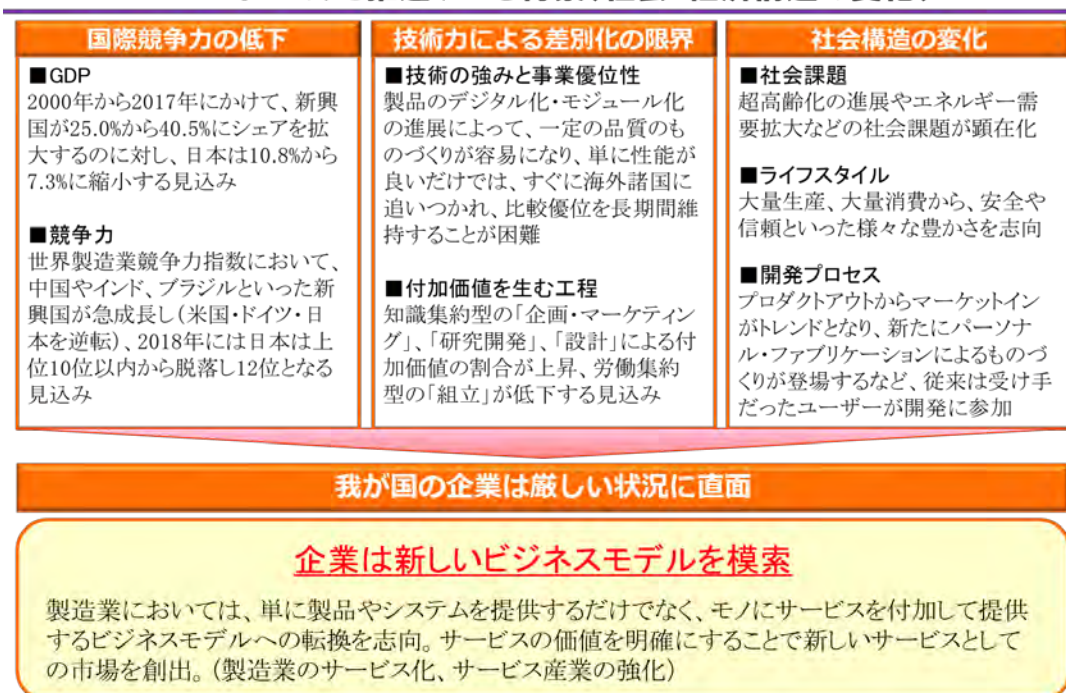 国際競争力の低下
■GDP
2000年から2017年にかけて、新興
国が25.0%から40.5%にシェアを拡
大するのに対し、日本は10.8%から
7.3%に縮小する見込み
■競争力
世界製造業競争力指数において、
中国やインド、ブラジルといった新
興国が急成長し(米国・ドイツ・日
本を逆転)、2018年には日本は上
位10位以内から脱落し12位となる
見込み
技術力による差別化の限界
■技術の強みと事業優位性
製品のデジタル化・モジュール化
の進展によって、一定の品質のも
のづくりが容易になり、単に性能が
良いだけでは、すぐに海外諸国に
追いつかれ、比較優位を長期間維
持することが困難
■付加価値を生む工程
知識集約型の「企画・マーケティン
グ」、「研究開発」、「設計」による付
加価値の割合が上昇、労働集約
型の「組立」が低下する見込み
社会構造の変化
■社会課題
超高齢化の進展やエネルギー需
要拡大などの社会課題が顕在化
■ライフスタイル
大量生産、大量消費から、安全や
信頼といった様々な豊かさを志向
■開発プロセス
プロダクトアウトからマーケットイン
がトレンドとなり、新たにパーソナ
ル・ファブリケーションによるものづ
くりが登場するなど、従来は受け手
だったユーザーが開発に参加
我が国の企業は厳しい状況に直面
企業は新しいビジネスモデルを模索
製造業においては、単に製品やシステムを提供するだけでなく、モノにサービスを付加して提供
するビジネスモデルへの転換を志向。サービスの価値を明確にすることで新しいサービスとして
の市場を創出。(製造業のサービス化、サービス産業の強化)